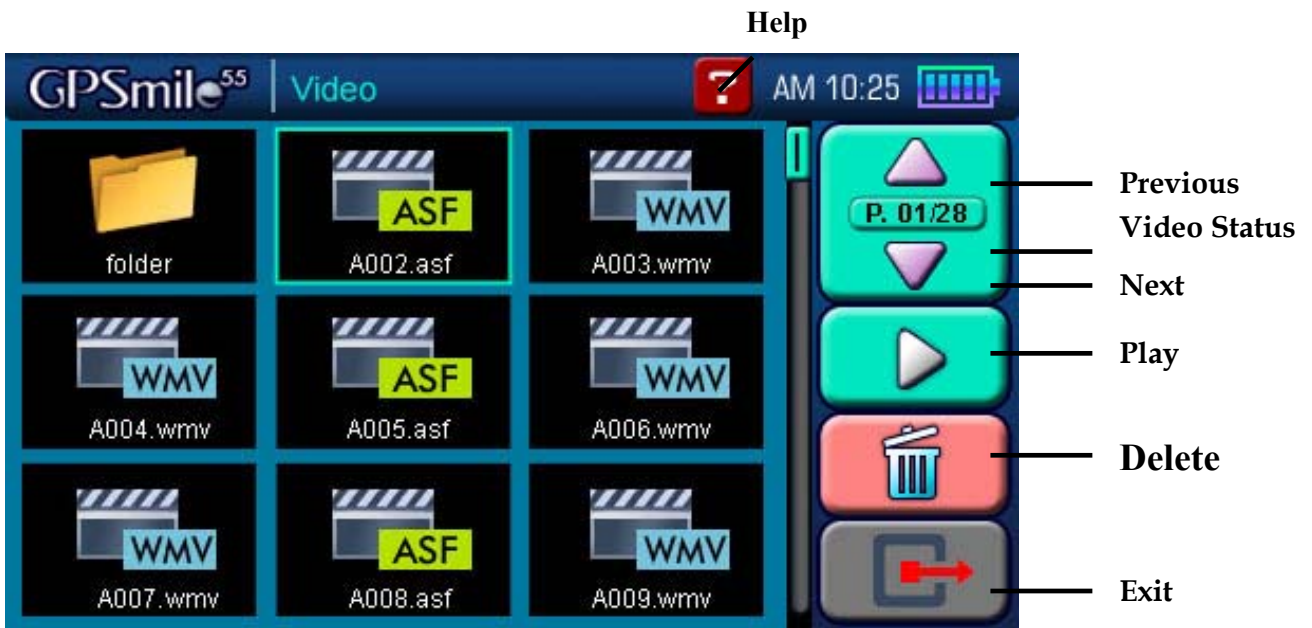 Help
GPSmile55 Video ? AM 10:25
folder
ASF
A002.asf
WMV
A003.wmv
P. 01/28
Previous
Video Status
Next
WMV
A004.wmv
ASF
A005.asf
WMV
A006.wmv
Play
Delete
WMV
A007.wmv
ASF
A008.asf
WMV
A009.wmv
Exit